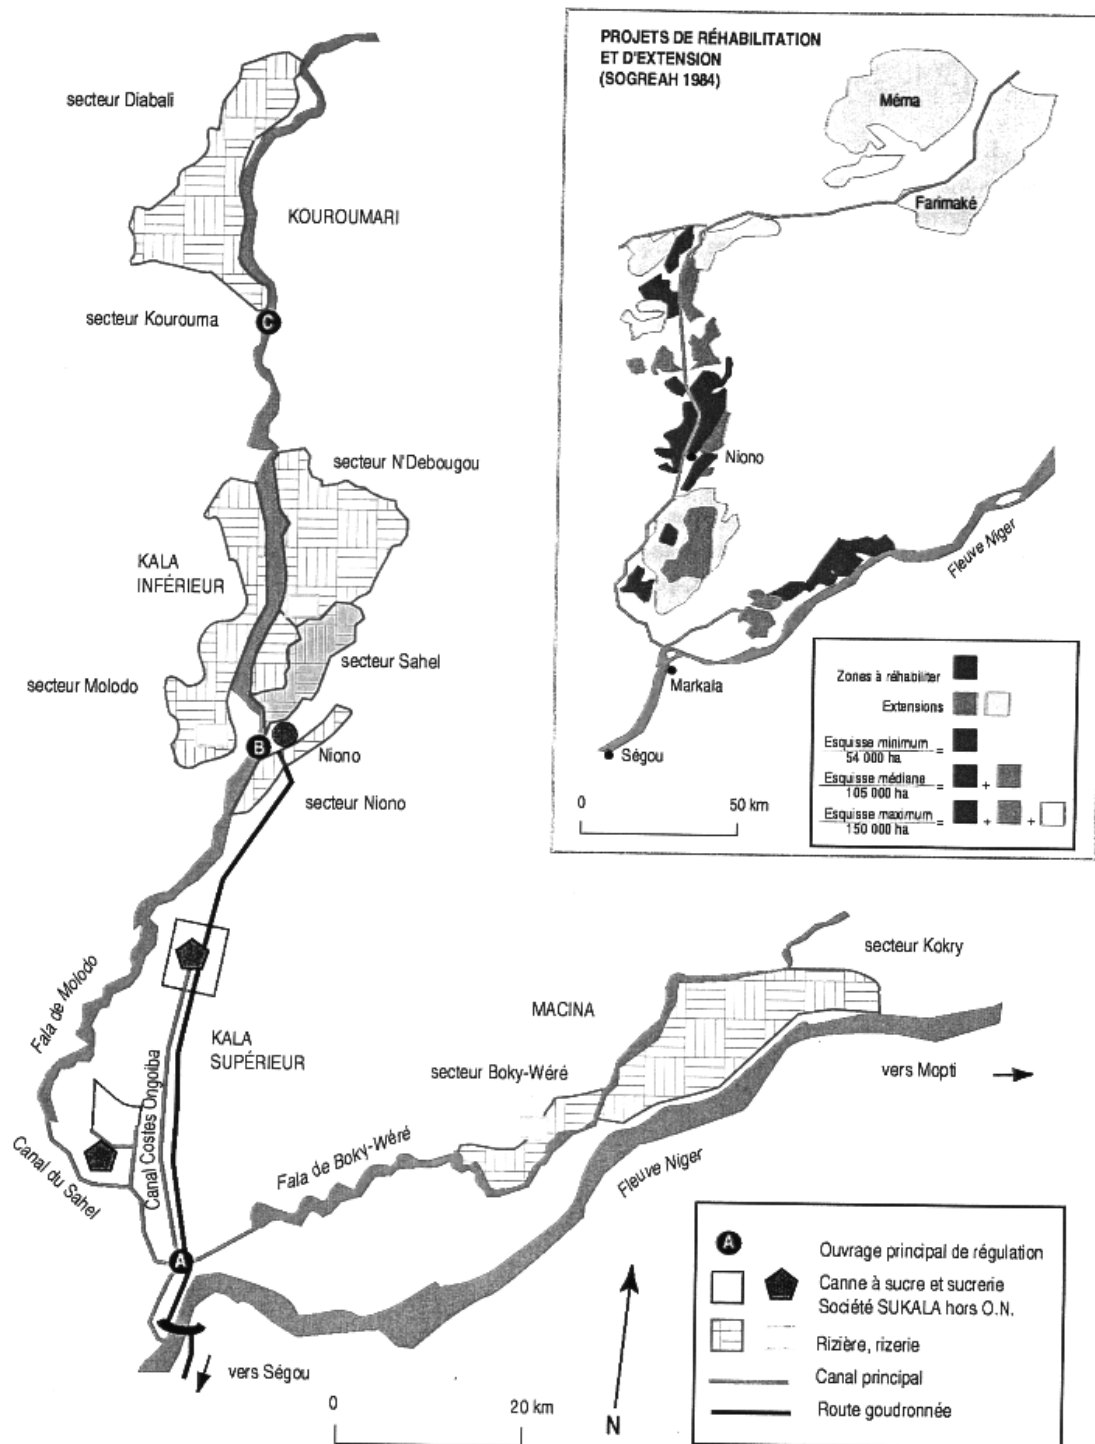 PROJETS DE RÉHABILITATION
ET D'EXTENSION
(SOGREAH 1984)
Méma
Farimaké
Niono
Fleuve Niger
Markala
Ségou
0 50 km
Zones à réhabiliter
Extensions
Esquisse minimum
54 000 ha
=
Esquisse médiane
105 000 ha
= +
Esquisse maximum
150 000 ha
= + +
secteur Diabali
KOUROUMARI
secteur Kourouma
C
secteur N'Debougou
KALA
INFÉRIEUR
secteur Sahel
secteur Molodo
B
Niono
secteur Niono
Fala de Molodo
KALA
SUPÉRIEUR
Canal Costes Ongoiba
Canal du Sahel
A
secteur Kokry
MACINA
secteur Boky-Wéré
vers Mopti
Fala de Boky-Wéré
Fleuve Niger
vers Ségou
0 20 km
N
A
Ouvrage principal de régulation
Canne à sucre et sucrerie
Société SUKALA hors O.N.
Rizière, rizerie
Canal principal
Route goudronnée